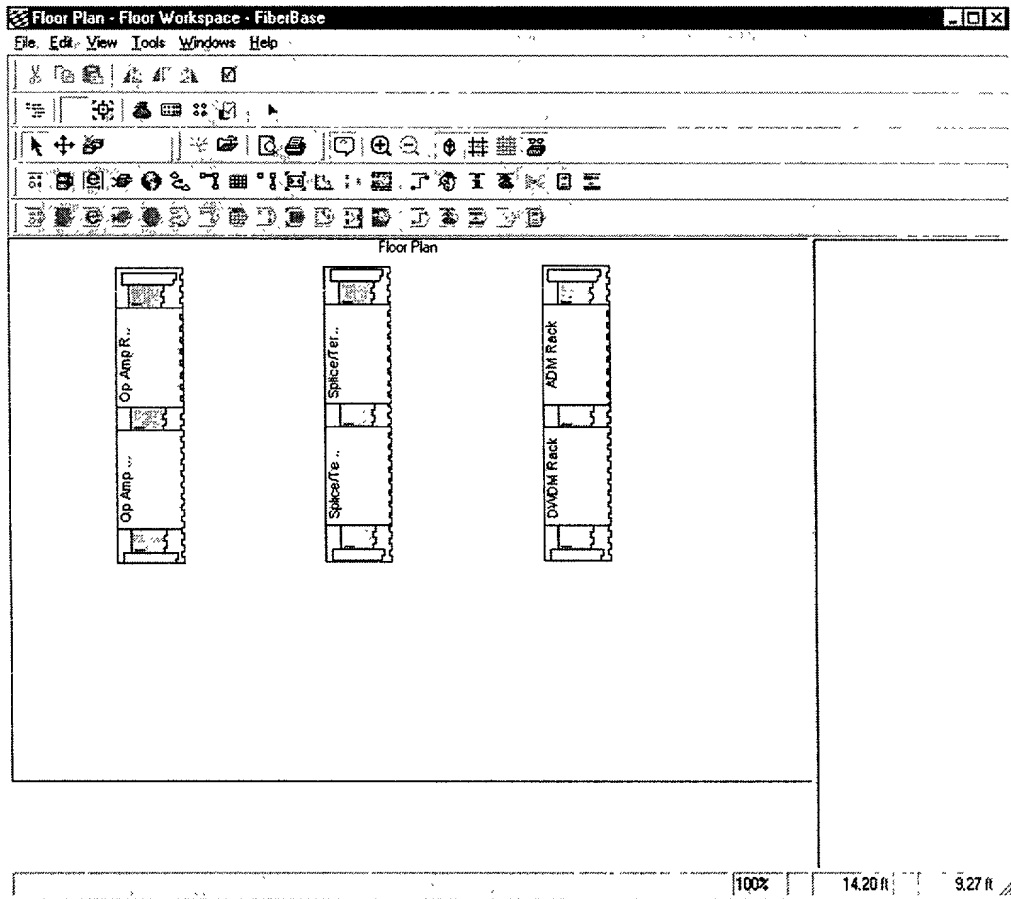 Floor Plan - Floor Workspace - FiberBase
File Edit View Tools Windows Help
Floor Plan
Op Amp R...
Splice/Ter...
ADM Rack
Op Amp ...
Splice/Te...
DWDM Rack
100% 14.20 ft 9.27 ft